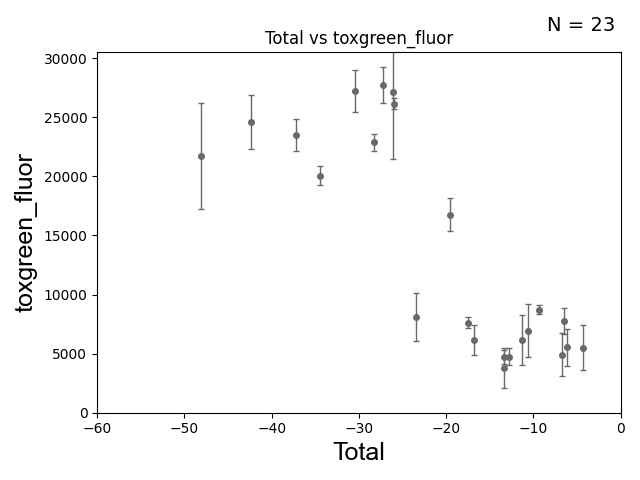 N = 23
Total vs toxgreen_fluor
30000
25000
20000
15000
10000
5000
0
toxgreen_fluor
−60 −50 −40 −30 −20 −10 0
Total